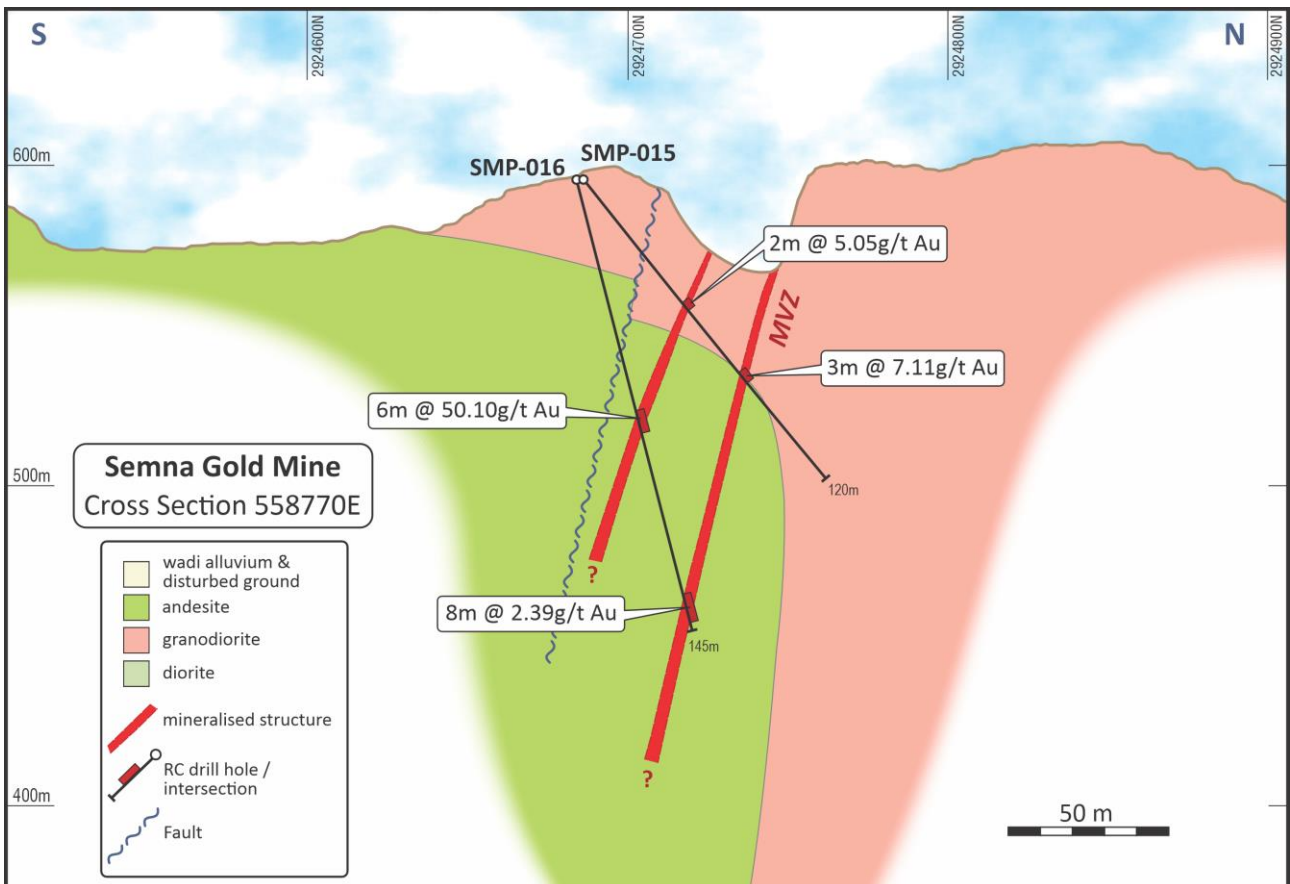 S
N
2924600N
2924700N
2924800N
2924900N
600m
500m
400m
SMP-016
SMP-015
2m @ 5.05g/t Au
MVZ
3m @ 7.11g/t Au
6m @ 50.10g/t Au
8m @ 2.39g/t Au
120m
145m
?
?
Semna Gold Mine
Cross Section 558770E
wadi alluvium &
disturbed ground
andesite
granodiorite
diorite
mineralised structure
RC drill hole /
intersection
Fault
50 m